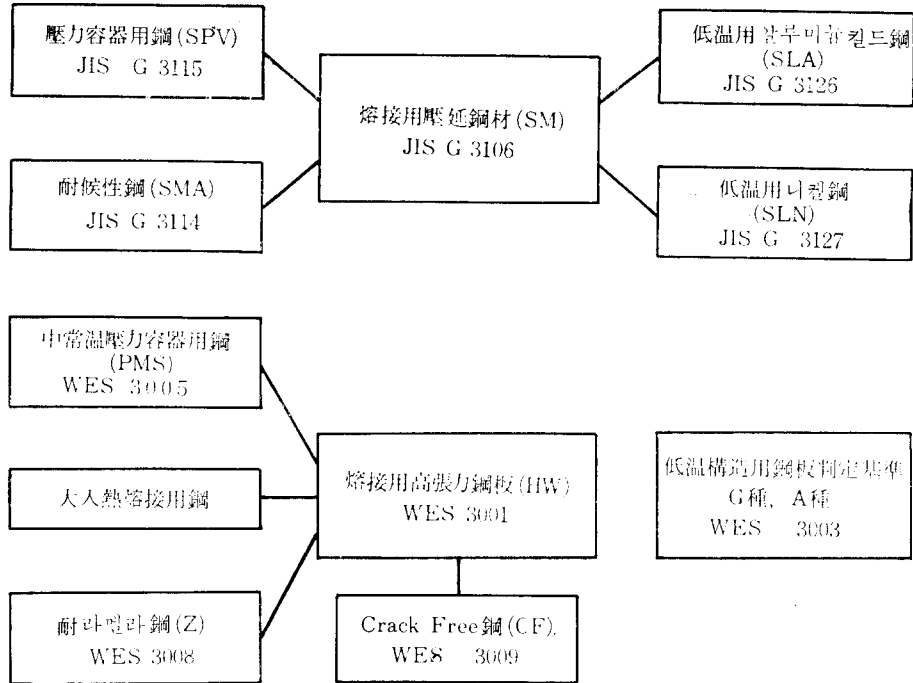 壓力容器用鋼(SPV)
JIS G 3115
耐候性鋼(SMA)
JIS G 3114
熔接用壓延鋼材(SM)
JIS G 3106
低温用알루미늄킬드鋼
(SLA)
JIS G 3126
低温用니켈鋼
(SLN)
JIS G 3127
中常温壓力容器用鋼
(PMS)
WES 3005
大入熱熔接用鋼
耐라멜라鋼(Z)
WES 3008
熔接用高張力鋼板(HW)
WES 3001
Crack Free鋼(CF).
WES 3009
低温構造用鋼板判定基準
G種, A種
WES 3003